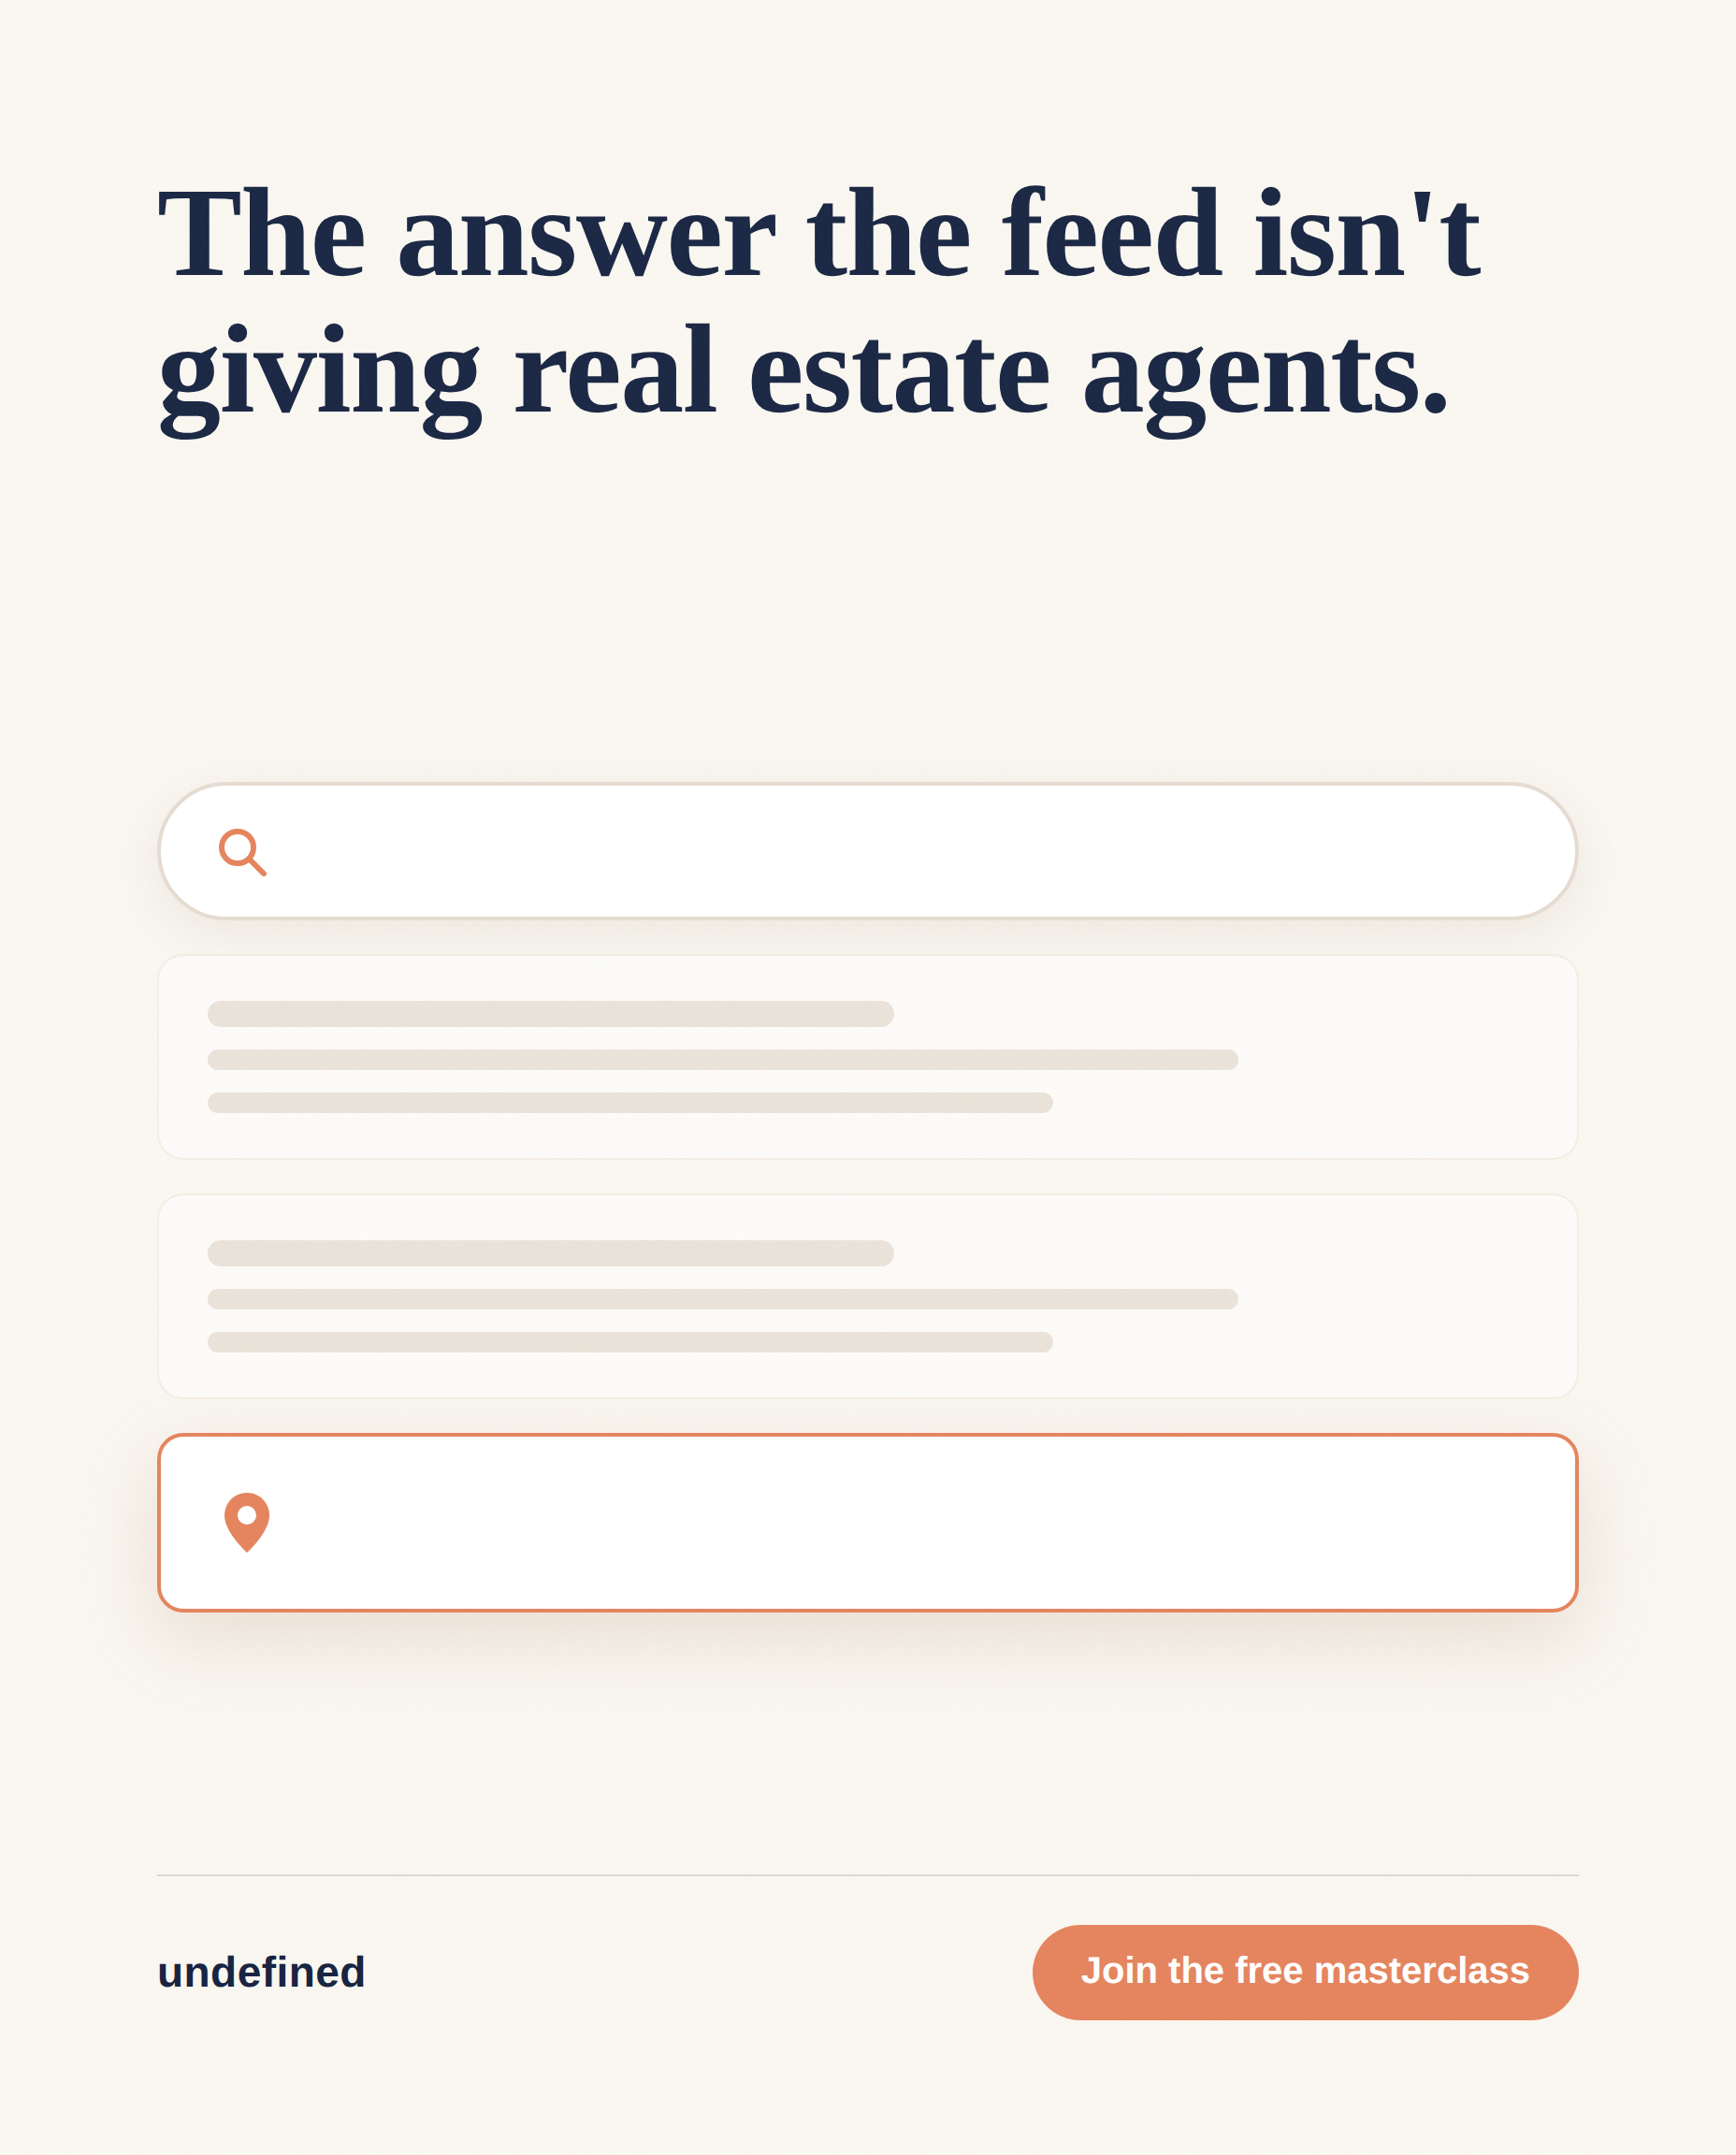 The answer the feed isn't
giving real estate agents.
undefined
Join the free masterclass